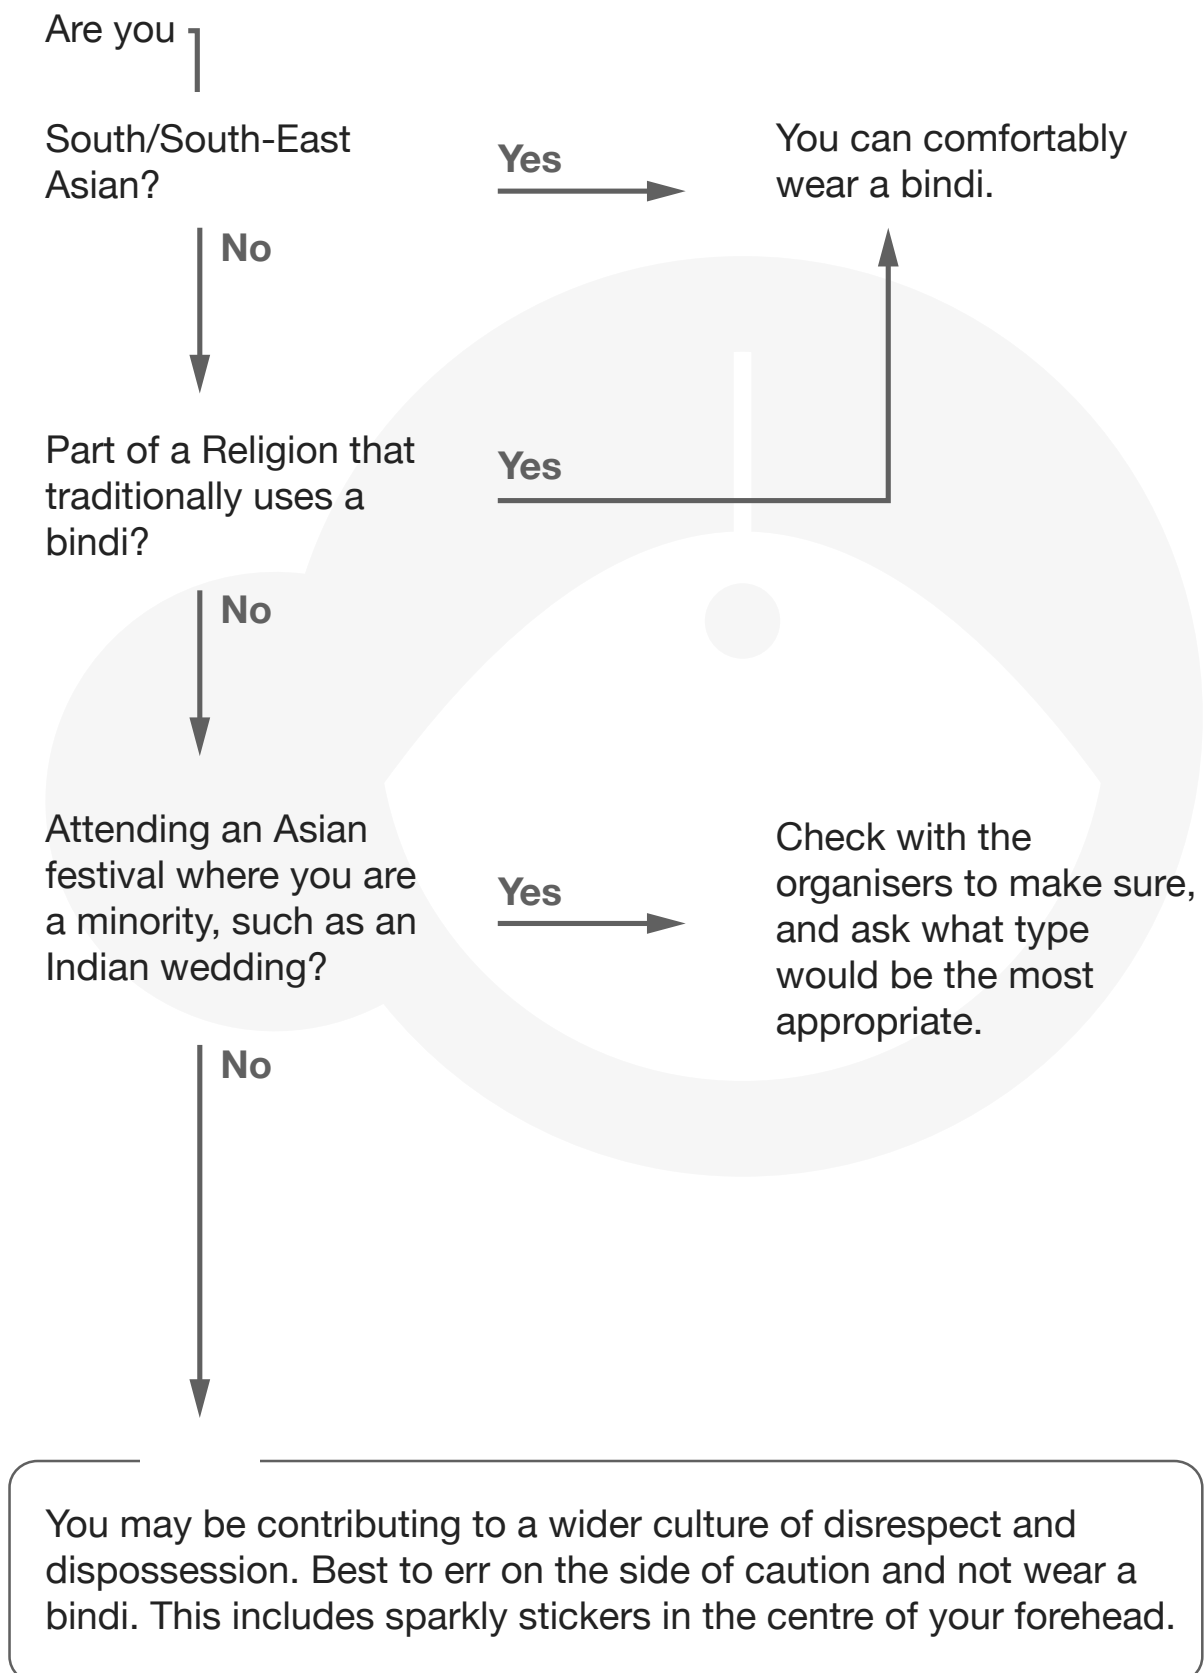 Are you
South/South-East
Asian?
Yes
You can comfortably
wear a bindi.
No
Part of a Religion that
traditionally uses a
bindi?
Yes
No
Attending an Asian
festival where you are
a minority, such as an
Indian wedding?
Yes
Check with the
organisers to make sure,
and ask what type
would be the most
appropriate.
No
You may be contributing to a wider culture of disrespect and
dispossession. Best to err on the side of caution and not wear a
bindi. This includes sparkly stickers in the centre of your forehead.